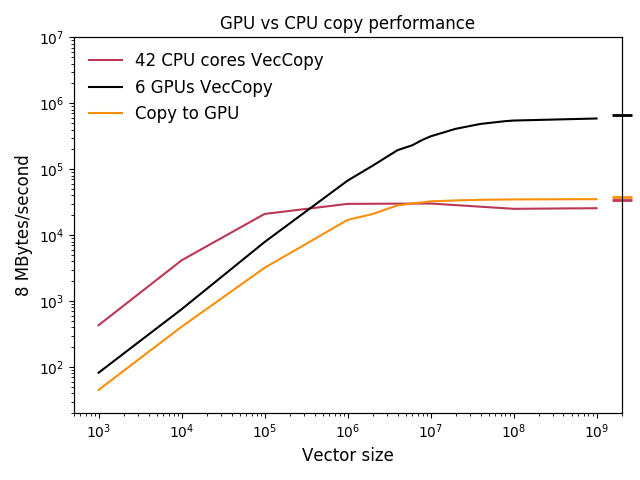 GPU vs CPU copy performance
42 CPU cores VecCopy
6 GPUs VecCopy
Copy to GPU
8 MBytes/second
10⁷
10⁶
10⁵
10⁴
10³
10²
10³ 10⁴ 10⁵ 10⁶ 10⁷ 10⁸ 10⁹
Vector size